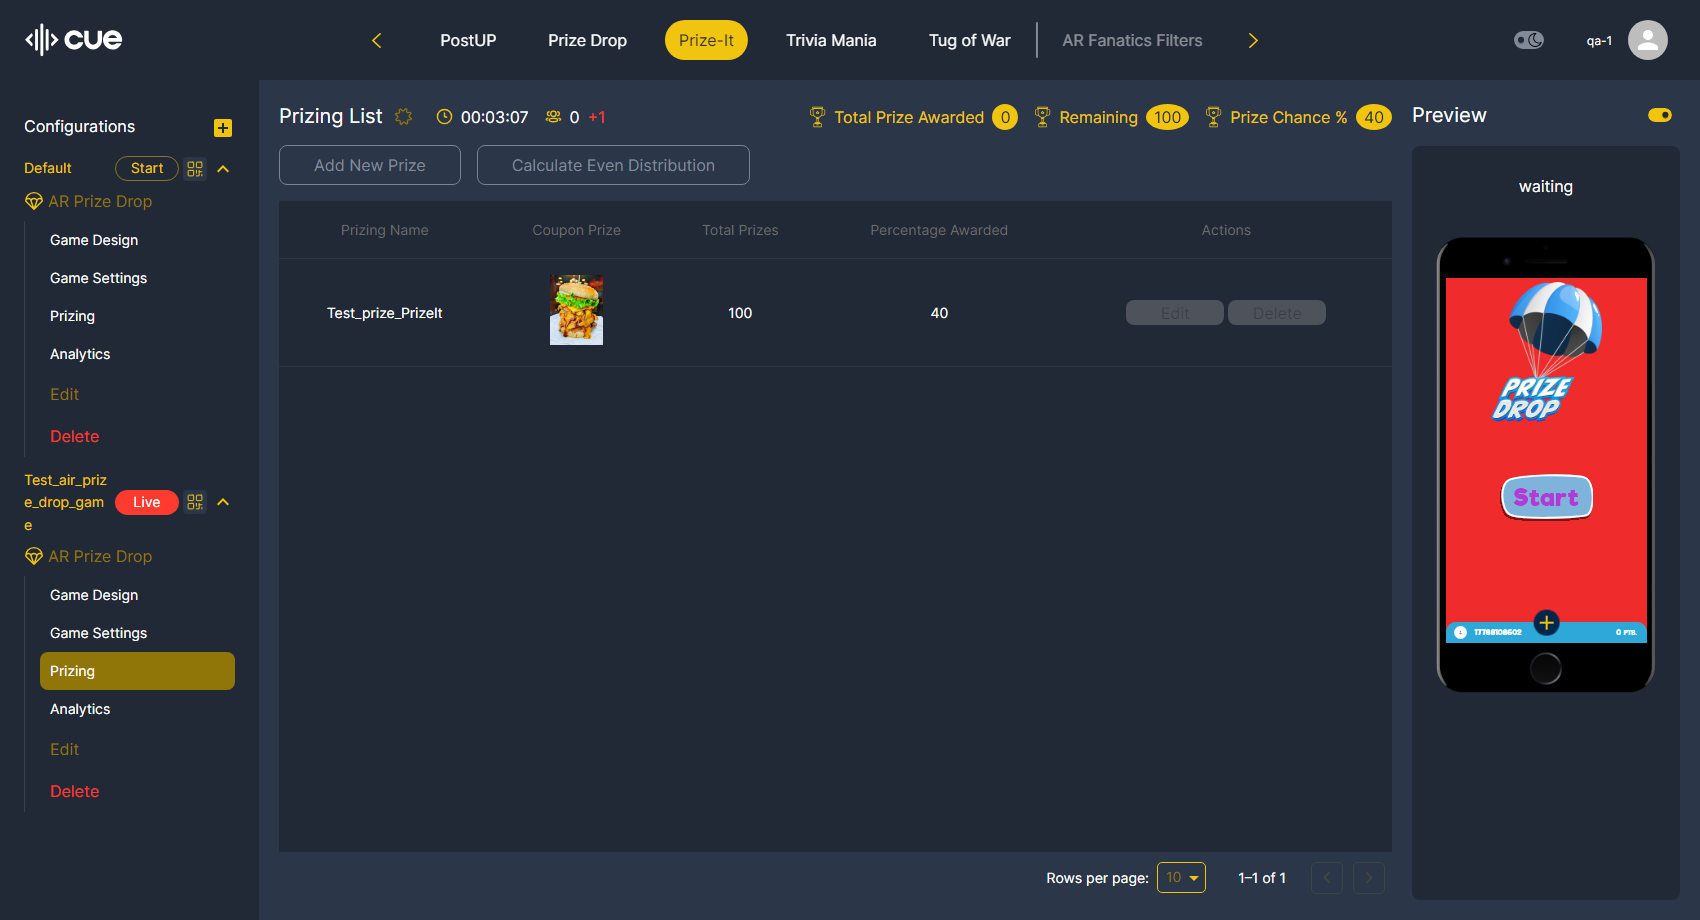 cue
PostUP
Prize Drop
Prize-It
Trivia Mania
Tug of War
AR Fanatics Filters
qa-1
Configurations
Default
Start
AR Prize Drop
Game Design
Game Settings
Prizing
Analytics
Edit
Delete
Test_air_priz
e_drop_gam
e
Live
AR Prize Drop
Game Design
Game Settings
Prizing
Analytics
Edit
Delete
Prizing List
00:03:07
0 +1
Total Prize Awarded 0
Remaining 100
Prize Chance % 40
Add New Prize
Calculate Even Distribution
Prizing Name
Coupon Prize
Total Prizes
Percentage Awarded
Actions
Test_prize_PrizeIt
100
40
Edit
Delete
Rows per page:
10
1–1 of 1
Preview
waiting
PRIZE
DROP
Start
0 PTS.